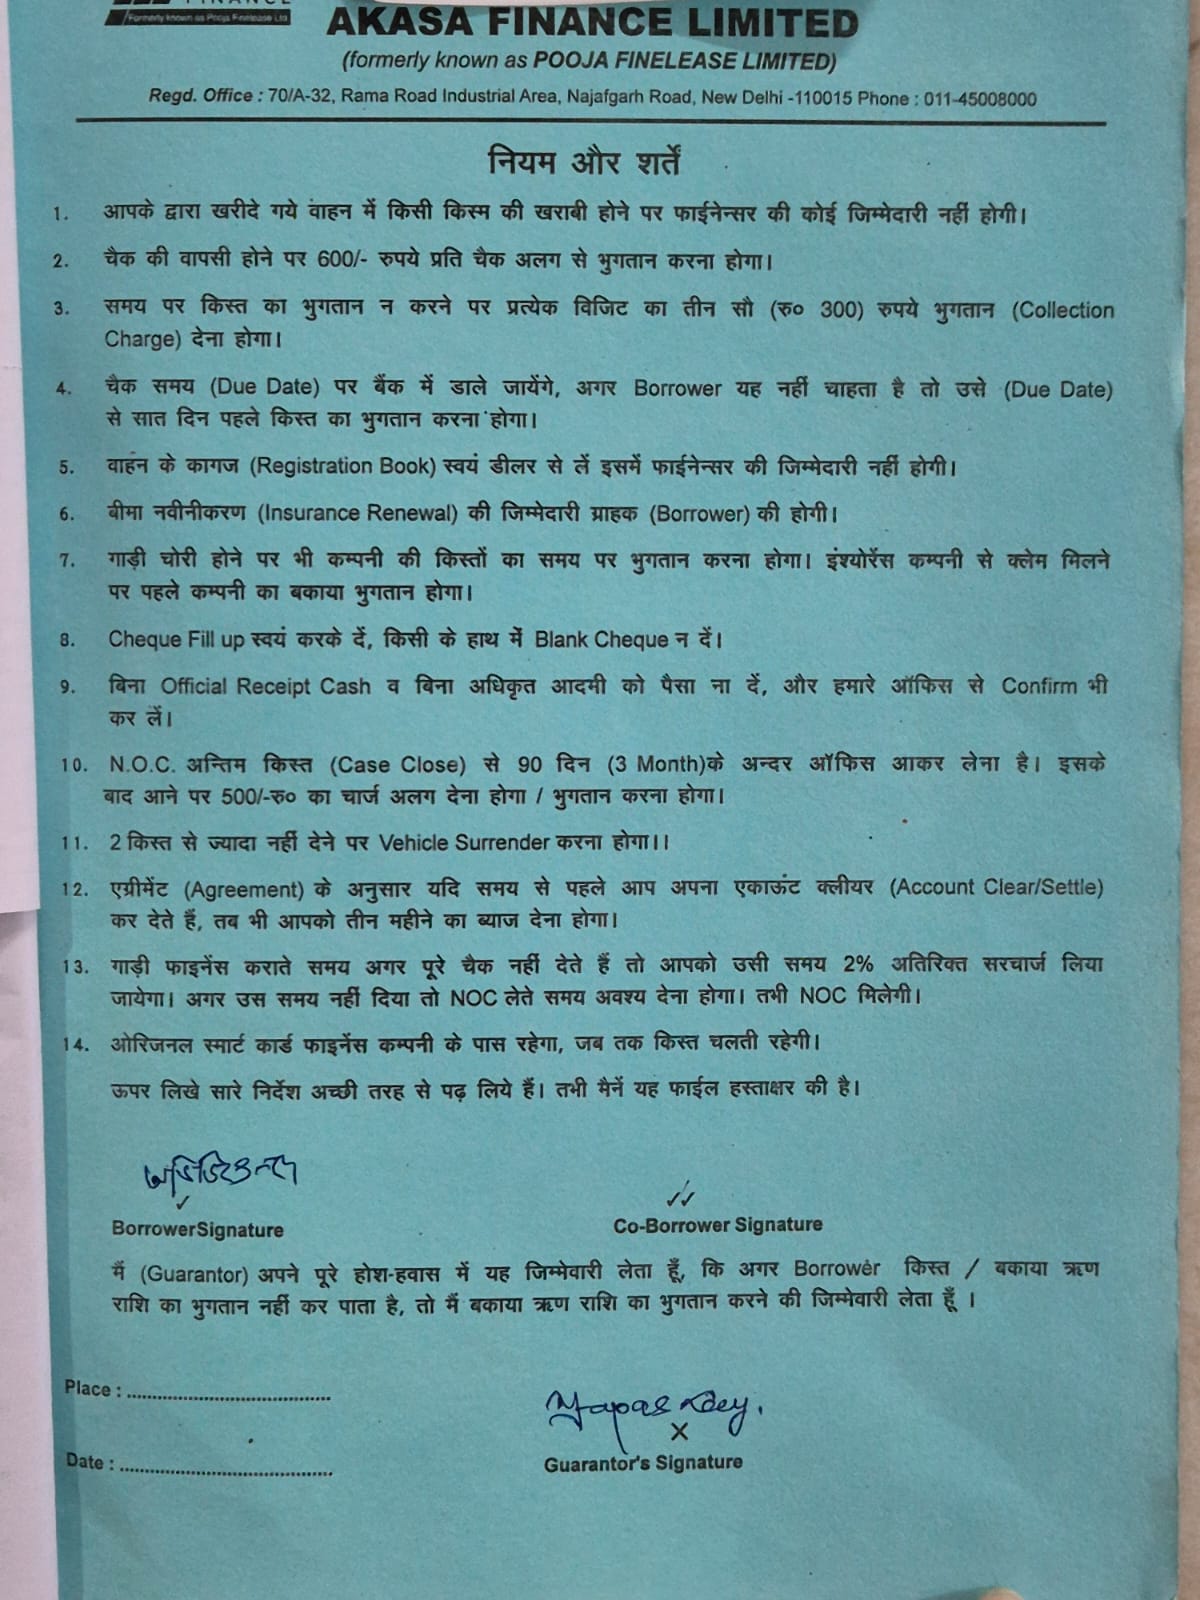 FINANCE
Formerly known as Pooja Finelease Ltd.
AKASA FINANCE LIMITED
(formerly known as POOJA FINELEASE LIMITED)
Regd. Office : 70/A-32, Rama Road Industrial Area, Najafgarh Road, New Delhi -110015 Phone : 011-45008000
नियम और शर्तें
1. आपके द्वारा खरीदे गये वाहन में किसी किस्म की खराबी होने पर फाईनेन्सर की कोई जिम्मेदारी नहीं होगी।
2. चैक की वापसी होने पर 600/- रुपये प्रति चैक अलग से भुगतान करना होगा।
3. समय पर किस्त का भुगतान न करने पर प्रत्येक विजिट का तीन सौ (रु० 300) रुपये भुगतान (Collection
Charge) देना होगा।
4. चैक समय (Due Date) पर बैंक में डाले जायेंगे, अगर Borrower यह नहीं चाहता है तो उसे (Due Date)
से सात दिन पहले किस्त का भुगतान करना होगा।
5. वाहन के कागज (Registration Book) स्वयं डीलर से लें इसमें फाईनेन्सर की जिम्मेदारी नहीं होगी।
6. बीमा नवीनीकरण (Insurance Renewal) की जिम्मेदारी ग्राहक (Borrower) की होगी।
7. गाड़ी चोरी होने पर भी कम्पनी की किस्तों का समय पर भुगतान करना होगा। इंश्योरेंस कम्पनी से क्लेम मिलने
पर पहले कम्पनी का बकाया भुगतान होगा।
8. Cheque Fill up स्वयं करके दें, किसी के हाथ में Blank Cheque न दें।
9. बिना Official Receipt Cash व बिना अधिकृत आदमी को पैसा ना दें, और हमारे ऑफिस से Confirm भी
कर लें।
10. N.O.C. अन्तिम किस्त (Case Close) से 90 दिन (3 Month)के अन्दर ऑफिस आकर लेना है। इसके
बाद आने पर 500/-रु० का चार्ज अलग देना होगा / भुगतान करना होगा।
11. 2 किस्त से ज्यादा नहीं देने पर Vehicle Surrender करना होगा।।
12. एग्रीमेंट (Agreement) के अनुसार यदि समय से पहले आप अपना एकाऊंट क्लीयर (Account Clear/Settle)
कर देते हैं, तब भी आपको तीन महीने का ब्याज देना होगा।
13. गाड़ी फाइनेंस कराते समय अगर पूरे चैक नहीं देते हैं तो आपको उसी समय 2% अतिरिक्त सरचार्ज लिया
जायेगा। अगर उस समय नहीं दिया तो NOC लेते समय अवश्य देना होगा। तभी NOC मिलेगी।
14. ओरिजनल स्मार्ट कार्ड फाइनेंस कम्पनी के पास रहेगा, जब तक किस्त चलती रहेगी।
ऊपर लिखे सारे निर्देश अच्छी तरह से पढ़ लिये हैं। तभी मैनें यह फाईल हस्ताक्षर की है।
BorrowerSignature
Co-Borrower Signature
मैं (Guarantor) अपने पूरे होश-हवास में यह जिम्मेवारी लेता हूँ, कि अगर Borrower किस्त / बकाया ऋण
राशि का भुगतान नहीं कर पाता है, तो मैं बकाया ऋण राशि का भुगतान करने की जिम्मेवारी लेता हूँ ।
Place :
Tapas Dey.
X
Date :
Guarantor's Signature